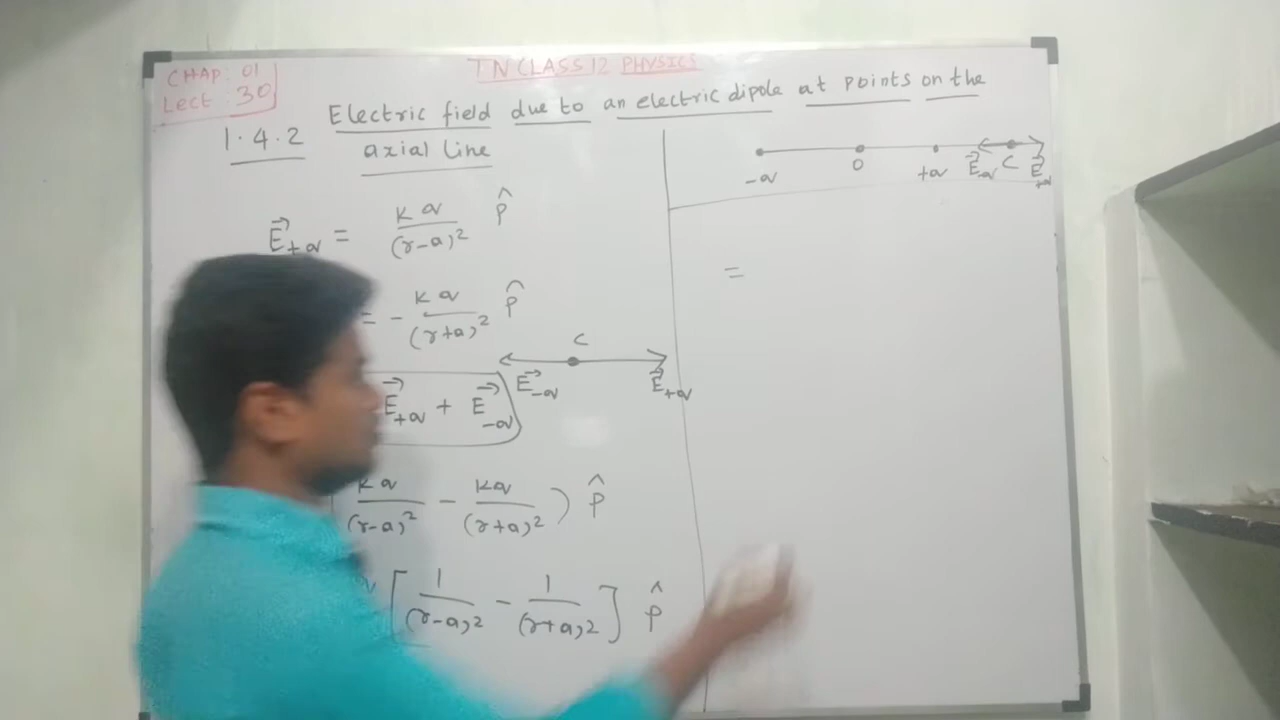 CHAP: 01
Lect: 30
TN CLASS 12 PHYSICS
1.4.2 Electric field due to an electric dipole at points on the
axial line
-q O +q E⃗-q C E⃗+q
E⃗+q = kq/(r-a)² p̂
= - kq/(r+a)² p̂
C
E⃗-q E⃗+q
E⃗+q + E⃗-q
kq/(r-a)² - kq/(r+a)² ) p̂
[ 1/(r-a)² - 1/(r+a)² ] p̂
=